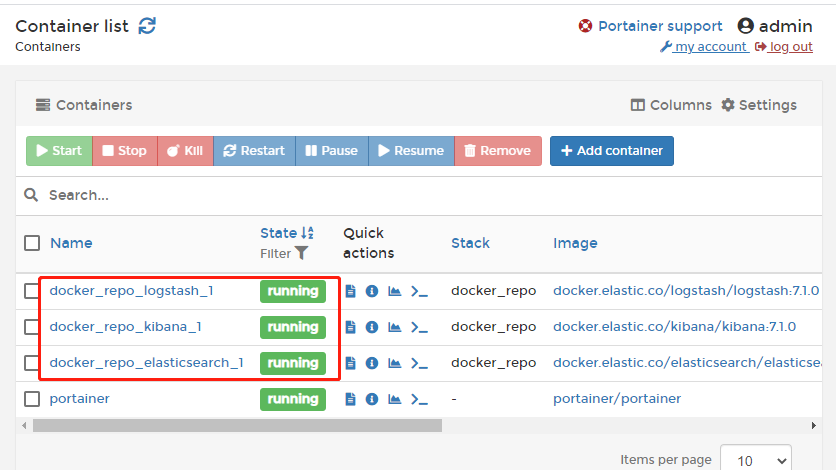 Container list
Portainer support admin
Containers
my account log out
Containers
Columns Settings
Start Stop Kill Restart Pause Resume Remove + Add container
Search...
Name State Filter Quick actions Stack Image
docker_repo_logstash_1 running docker_repo docker.elastic.co/logstash/logstash:7.1.0
docker_repo_kibana_1 running docker_repo docker.elastic.co/kibana/kibana:7.1.0
docker_repo_elasticsearch_1 running docker_repo docker.elastic.co/elasticsearch/elasticsea
portainer running - portainer/portainer
Items per page 10